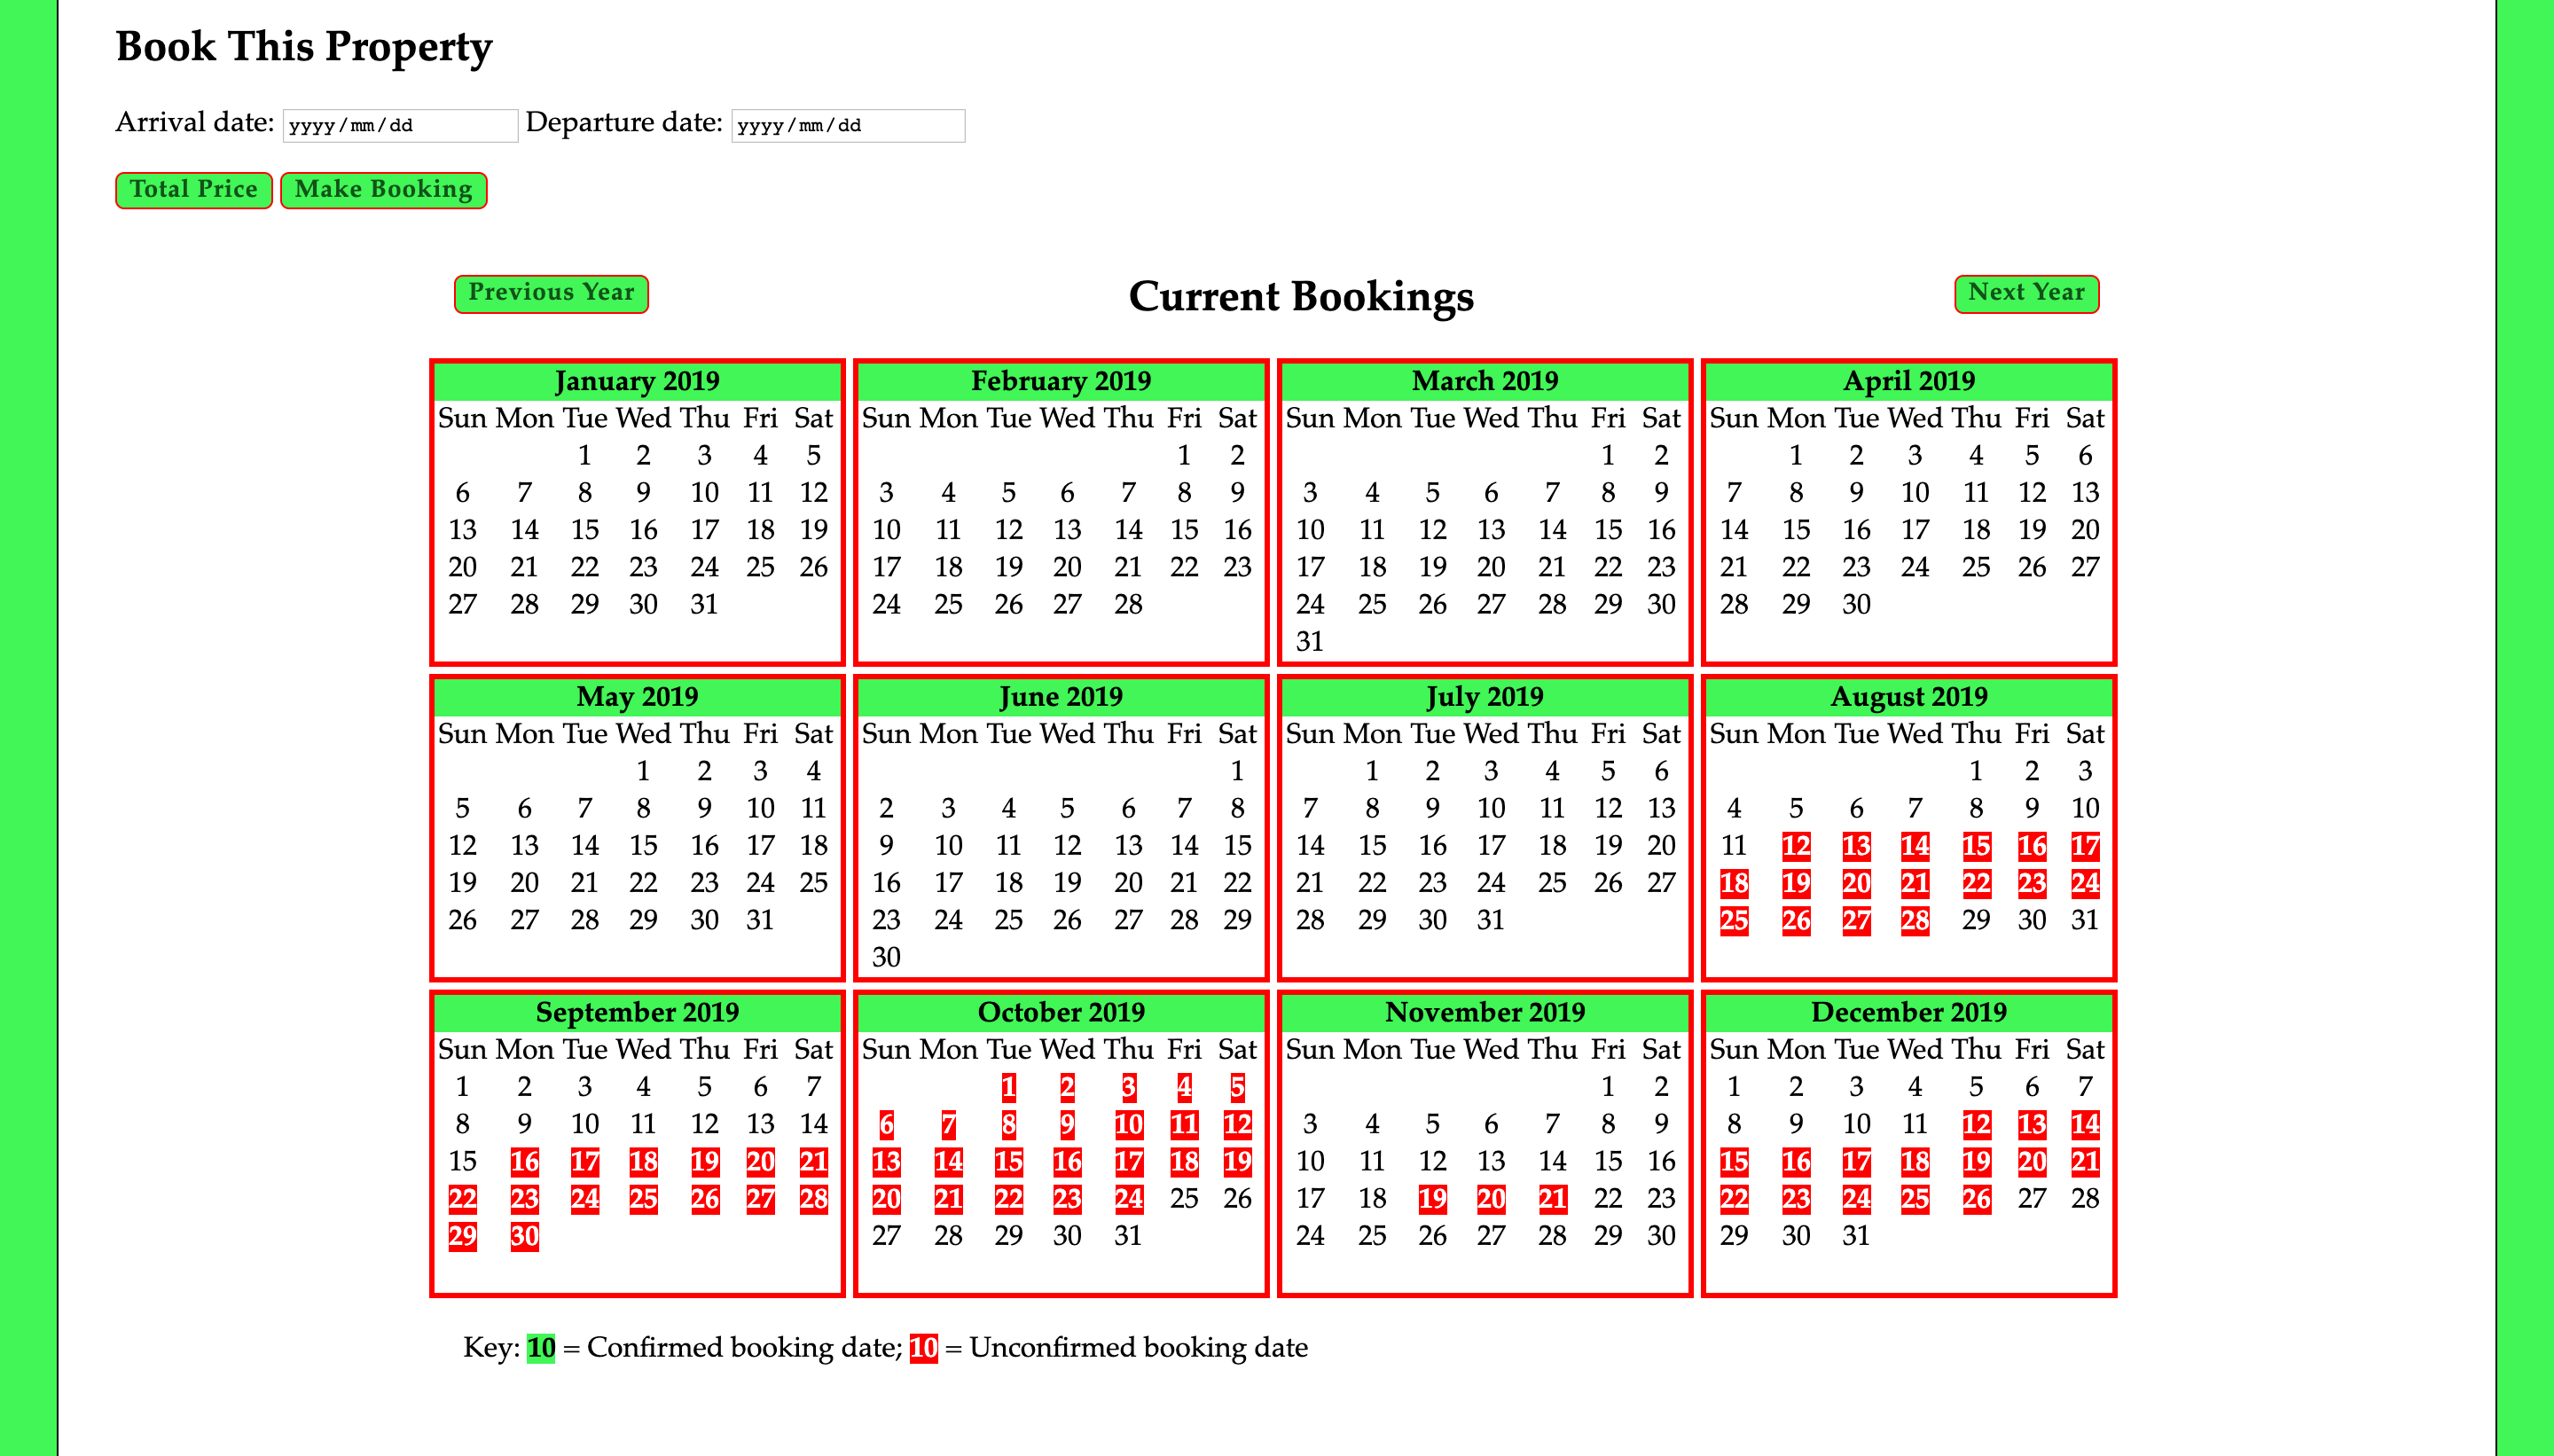 Book This Property
Arrival date: yyyy/mm/dd Departure date: yyyy/mm/dd
Total Price Make Booking
Previous Year Current Bookings Next Year
January 2019
Sun Mon Tue Wed Thu Fri Sat
1 2 3 4 5
6 7 8 9 10 11 12
13 14 15 16 17 18 19
20 21 22 23 24 25 26
27 28 29 30 31
February 2019
Sun Mon Tue Wed Thu Fri Sat
1 2
3 4 5 6 7 8 9
10 11 12 13 14 15 16
17 18 19 20 21 22 23
24 25 26 27 28
March 2019
Sun Mon Tue Wed Thu Fri Sat
1 2
3 4 5 6 7 8 9
10 11 12 13 14 15 16
17 18 19 20 21 22 23
24 25 26 27 28 29 30
31
April 2019
Sun Mon Tue Wed Thu Fri Sat
1 2 3 4 5 6
7 8 9 10 11 12 13
14 15 16 17 18 19 20
21 22 23 24 25 26 27
28 29 30
May 2019
Sun Mon Tue Wed Thu Fri Sat
1 2 3 4
5 6 7 8 9 10 11
12 13 14 15 16 17 18
19 20 21 22 23 24 25
26 27 28 29 30 31
June 2019
Sun Mon Tue Wed Thu Fri Sat
1
2 3 4 5 6 7 8
9 10 11 12 13 14 15
16 17 18 19 20 21 22
23 24 25 26 27 28 29
30
July 2019
Sun Mon Tue Wed Thu Fri Sat
1 2 3 4 5 6
7 8 9 10 11 12 13
14 15 16 17 18 19 20
21 22 23 24 25 26 27
28 29 30 31
August 2019
Sun Mon Tue Wed Thu Fri Sat
1 2 3
4 5 6 7 8 9 10
11 12 13 14 15 16 17
18 19 20 21 22 23 24
25 26 27 28 29 30 31
September 2019
Sun Mon Tue Wed Thu Fri Sat
1 2 3 4 5 6 7
8 9 10 11 12 13 14
15 16 17 18 19 20 21
22 23 24 25 26 27 28
29 30
October 2019
Sun Mon Tue Wed Thu Fri Sat
1 2 3 4 5
6 7 8 9 10 11 12
13 14 15 16 17 18 19
20 21 22 23 24 25 26
27 28 29 30 31
November 2019
Sun Mon Tue Wed Thu Fri Sat
1 2
3 4 5 6 7 8 9
10 11 12 13 14 15 16
17 18 19 20 21 22 23
24 25 26 27 28 29 30
December 2019
Sun Mon Tue Wed Thu Fri Sat
1 2 3 4 5 6 7
8 9 10 11 12 13 14
15 16 17 18 19 20 21
22 23 24 25 26 27 28
29 30 31
Key: 10 = Confirmed booking date; 10 = Unconfirmed booking date